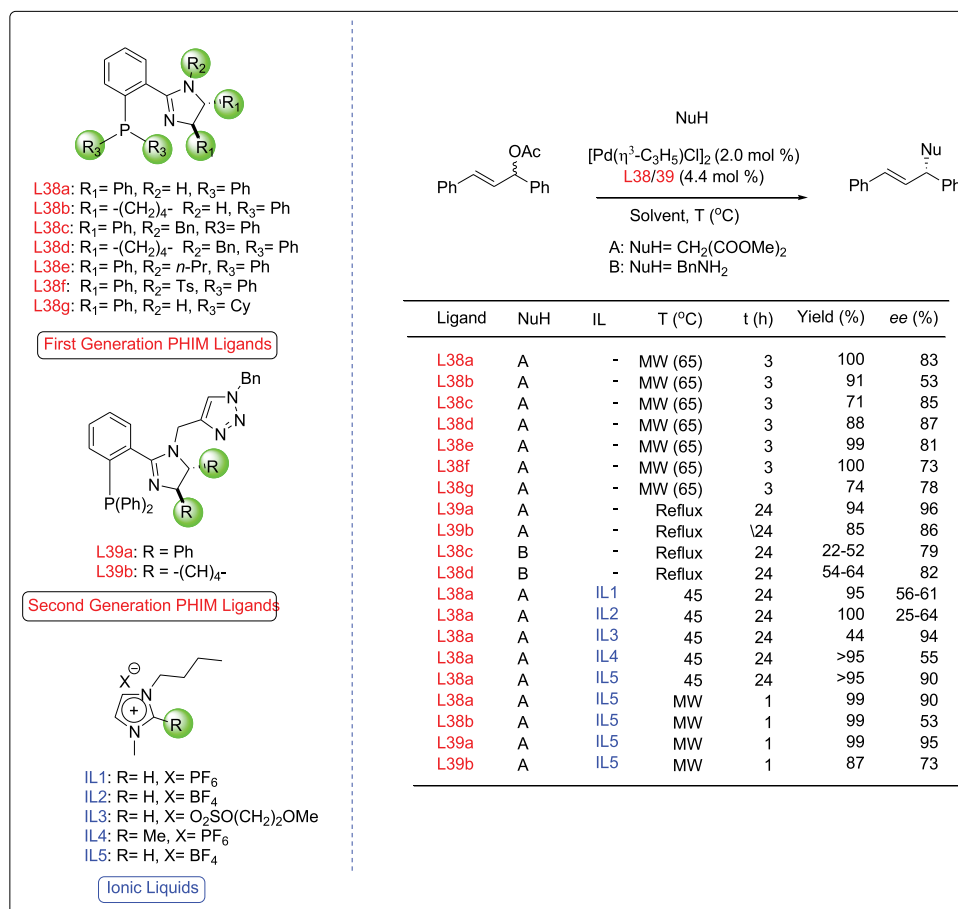 R2
N
N
R1
R1
P
R3
R3
L38a: R1= Ph, R2= H, R3= Ph
L38b: R1= -(CH2)4- R2= H, R3= Ph
L38c: R1= Ph, R2= Bn, R3= Ph
L38d: R1= -(CH2)4- R2= Bn, R3= Ph
L38e: R1= Ph, R2= n-Pr, R3= Ph
L38f: R1= Ph, R2= Ts, R3= Ph
L38g: R1= Ph, R2= H, R3= Cy
First Generation PHIM Ligands
Bn
N
N
N
N
N
R
R
P(Ph)2
L39a: R = Ph
L39b: R = -(CH)4-
Second Generation PHIM Ligands
X⊖
N
+
R
N
IL1: R= H, X= PF6
IL2: R= H, X= BF4
IL3: R= H, X= O2SO(CH2)2OMe
IL4: R= Me, X= PF6
IL5: R= H, X= BF4
Ionic Liquids
OAc
Ph
Ph
NuH
[Pd(η3-C3H5)Cl]2 (2.0 mol %)
L38/39 (4.4 mol %)
Solvent, T (oC)
A: NuH= CH2(COOMe)2
B: NuH= BnNH2
Nu
Ph
Ph
Ligand NuH IL T (oC) t (h) Yield (%) ee (%)
L38a A - MW (65) 3 100 83
L38b A - MW (65) 3 91 53
L38c A - MW (65) 3 71 85
L38d A - MW (65) 3 88 87
L38e A - MW (65) 3 99 81
L38f A - MW (65) 3 100 73
L38g A - MW (65) 3 74 78
L39a A - Reflux 24 94 96
L39b A - Reflux \24 85 86
L38c B - Reflux 24 22-52 79
L38d B - Reflux 24 54-64 82
L38a A IL1 45 24 95 56-61
L38a A IL2 45 24 100 25-64
L38a A IL3 45 24 44 94
L38a A IL4 45 24 >95 55
L38a A IL5 45 24 >95 90
L38a A IL5 MW 1 99 90
L38b A IL5 MW 1 99 53
L39a A IL5 MW 1 99 95
L39b A IL5 MW 1 87 73